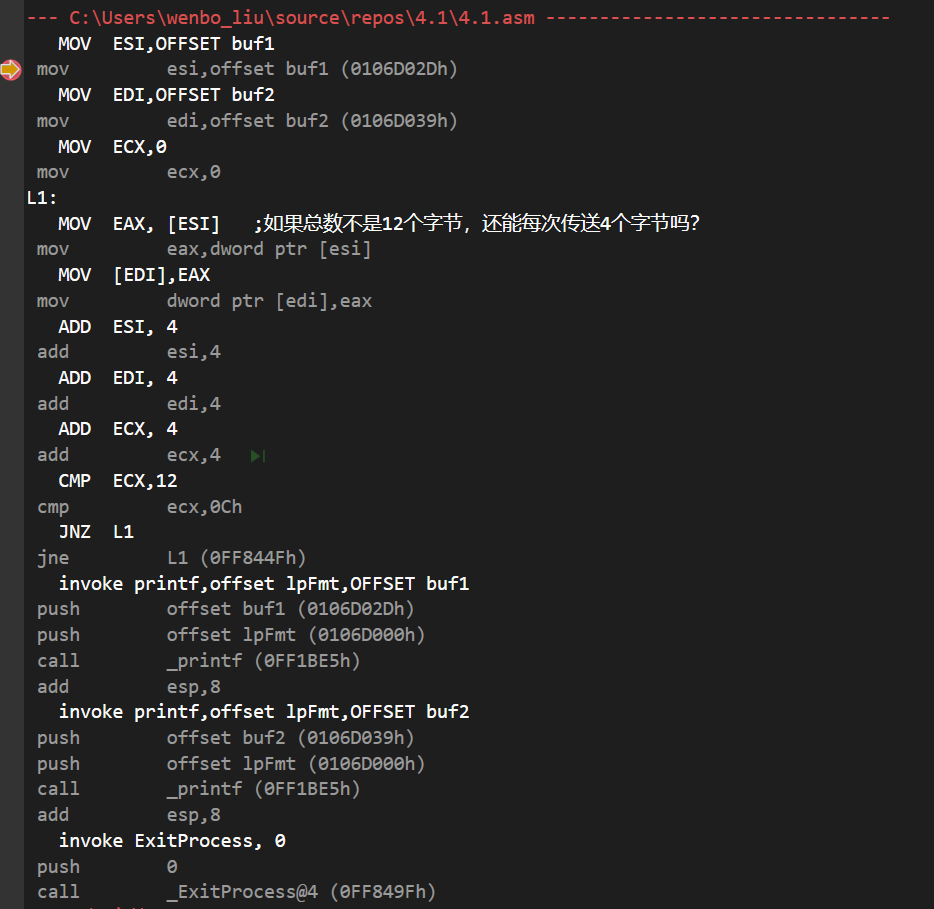 --- C:\Users\wenbo_liu\source\repos\4.1\4.1.asm --------------------------------
MOV  ESI,OFFSET buf1
mov         esi,offset buf1 (0106D02Dh)
MOV  EDI,OFFSET buf2
mov         edi,offset buf2 (0106D039h)
MOV  ECX,0
mov         ecx,0
L1:
MOV  EAX, [ESI]   ;如果总数不是12个字节，还能每次传送4个字节吗?
mov         eax,dword ptr [esi]
MOV  [EDI],EAX
mov         dword ptr [edi],eax
ADD  ESI, 4
add         esi,4
ADD  EDI, 4
add         edi,4
ADD  ECX, 4
add         ecx,4
CMP  ECX,12
cmp         ecx,0Ch
JNZ  L1
jne         L1 (0FF844Fh)
invoke printf,offset lpFmt,OFFSET buf1
push        offset buf1 (0106D02Dh)
push        offset lpFmt (0106D000h)
call        _printf (0FF1BE5h)
add         esp,8
invoke printf,offset lpFmt,OFFSET buf2
push        offset buf2 (0106D039h)
push        offset lpFmt (0106D000h)
call        _printf (0FF1BE5h)
add         esp,8
invoke ExitProcess, 0
push        0
call        _ExitProcess@4 (0FF849Fh)